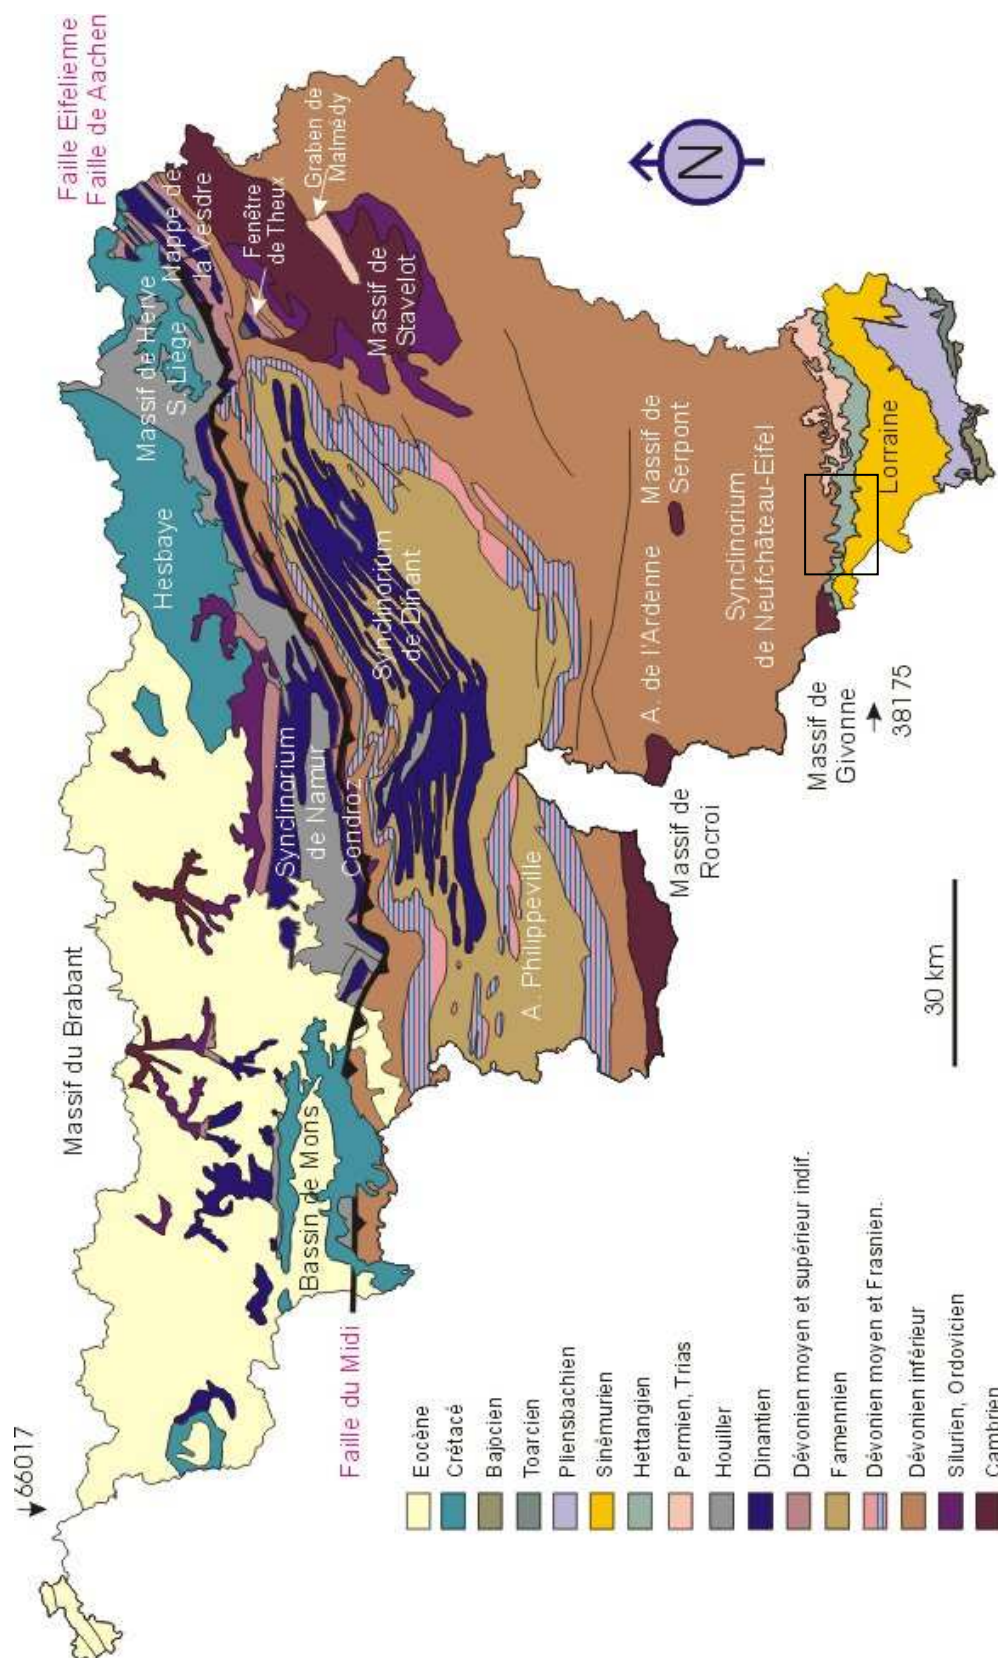 ←66017
Massif du Brabant
Faille Eifelienne
Faille de Aachen
Hesbaye
Massif de Herve
S. Liège
Nappe de
la Vesdre
Fenêtre
de Theux
Graben de
Malmédy
Massif de
Stavelot
Bassin de Mons
Synclinorium
de Namur
Condroz
Synclinorium
de Dinant
Faille du Midi
A. Philippeville
Massif de
Rocroi
A. de l'Ardenne
Massif de
Serpont
Synclinorium
de Neufchâteau-Eifel
Massif de
Givonne
38175
Lorraine
N
30 km
Eocène
Crétacé
Bajocien
Toarcien
Pliensbachien
Sinémurien
Hettangien
Permien, Trias
Houiller
Dinantien
Dévonien moyen et supérieur indif.
Famennien
Dévonien moyen et Frasnien.
Dévonien inférieur
Silurien, Ordovicien
Cambrien